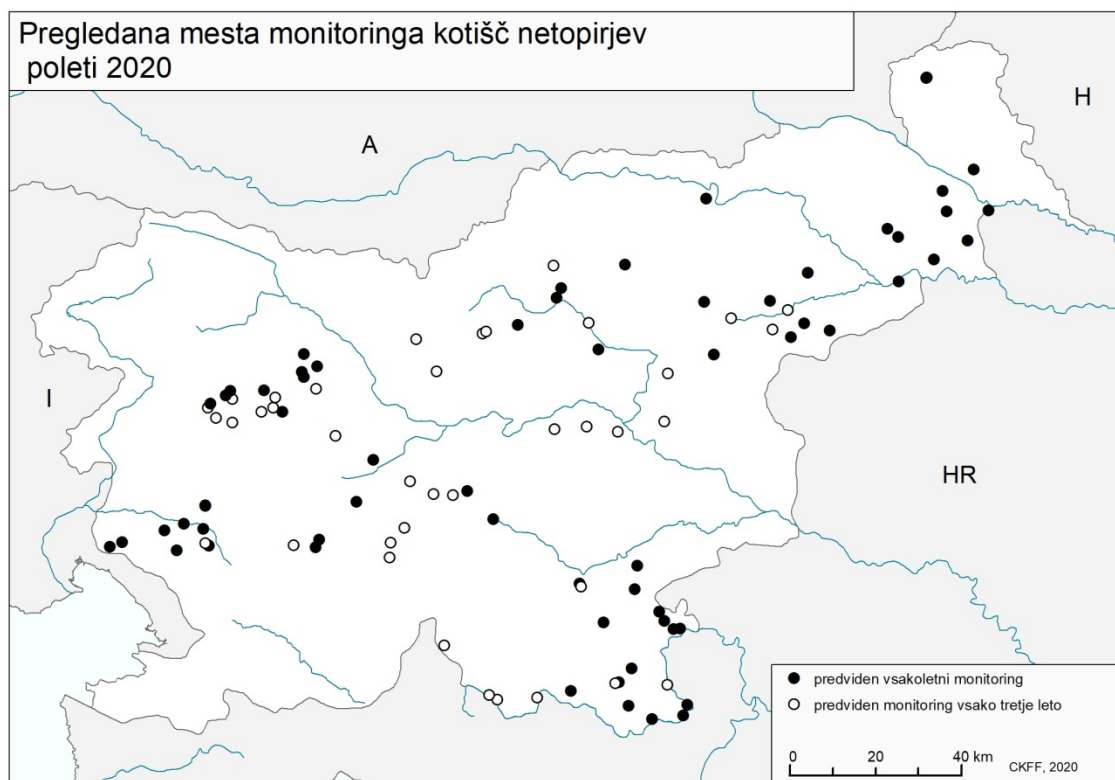 Pregledana mesta monitoringa kotišč netopirjev
poleti 2020
H
A
I
HR
predviden vsakoletni monitoring
predviden monitoring vsako tretje leto
0 20 40 km
CKFF, 2020